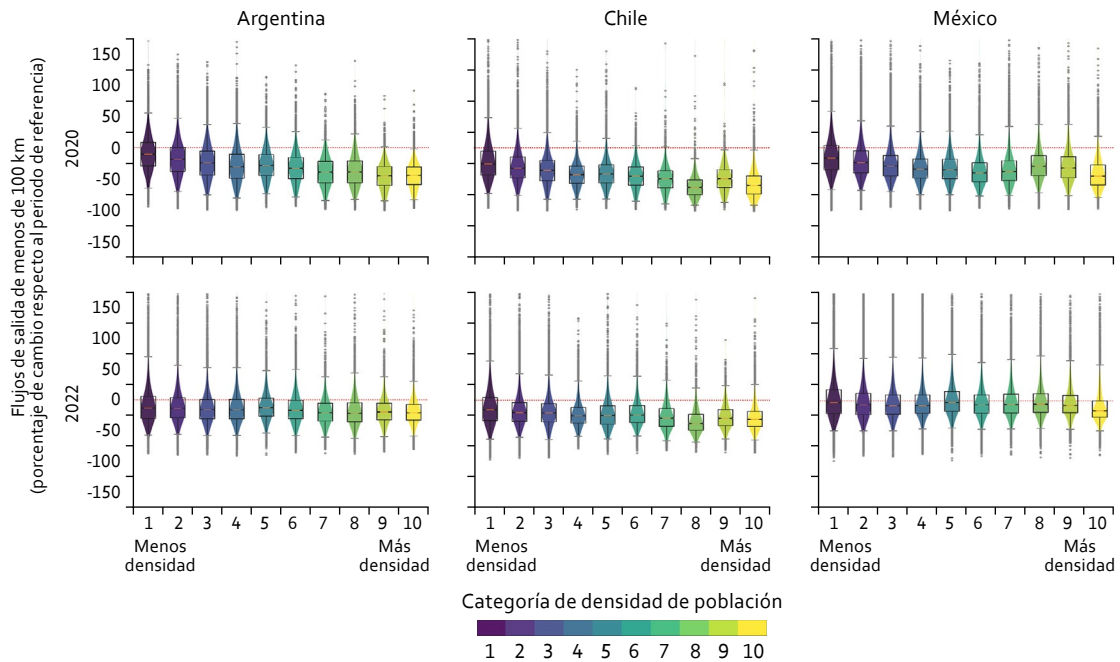 Argentina
Chile
México
Flujos de salida de menos de 100 km
(porcentaje de cambio respecto al periodo de referencia)
2020
150
100
50
0
-50
-100
-150
2022
150
100
50
0
-50
-100
-150
1 2 3 4 5 6 7 8 9 10
Menos densidad
Más densidad
1 2 3 4 5 6 7 8 9 10
Menos densidad
Más densidad
1 2 3 4 5 6 7 8 9 10
Menos densidad
Más densidad
Categoría de densidad de población
1 2 3 4 5 6 7 8 9 10